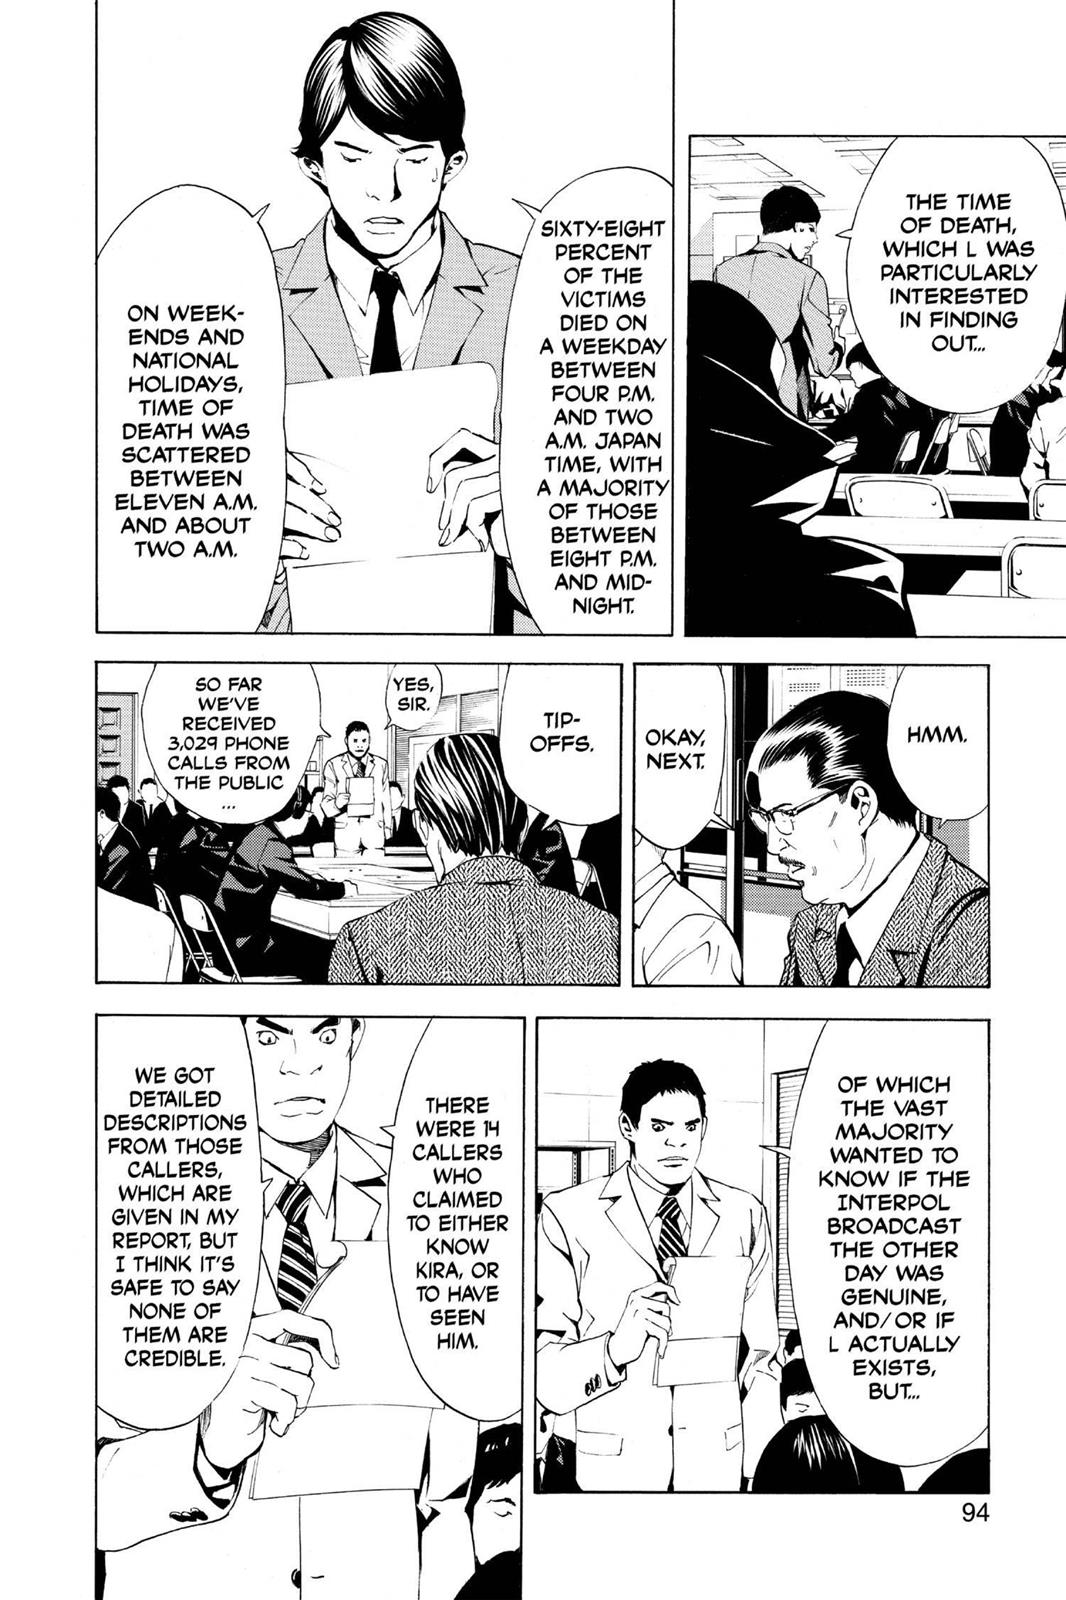 THE TIME
OF DEATH,
WHICH L WAS
PARTICULARLY
INTERESTED
IN FINDING
OUT...
SIXTY-EIGHT
PERCENT
OF THE
VICTIMS
DIED ON
A WEEKDAY
BETWEEN
FOUR P.M.
AND TWO
A.M. JAPAN
TIME, WITH
A MAJORITY
OF THOSE
BETWEEN
EIGHT P.M.
AND MID-
NIGHT.
ON WEEK-
ENDS AND
NATIONAL
HOLIDAYS,
TIME OF
DEATH WAS
SCATTERED
BETWEEN
ELEVEN A.M.
AND ABOUT
TWO A.M.
HMM.
OKAY,
NEXT.
TIP-
OFFS.
YES,
SIR.
SO FAR
WE'VE
RECEIVED
3,029 PHONE
CALLS FROM
THE PUBLIC
...
OF WHICH
THE VAST
MAJORITY
WANTED TO
KNOW IF THE
INTERPOL
BROADCAST
THE OTHER
DAY WAS
GENUINE,
AND/OR IF
L ACTUALLY
EXISTS,
BUT...
THERE
WERE 14
CALLERS
WHO
CLAIMED
TO EITHER
KNOW
KIRA, OR
TO HAVE
SEEN
HIM.
WE GOT
DETAILED
DESCRIPTIONS
FROM THOSE
CALLERS,
WHICH ARE
GIVEN IN MY
REPORT, BUT
I THINK IT'S
SAFE TO SAY
NONE OF
THEM ARE
CREDIBLE.
94